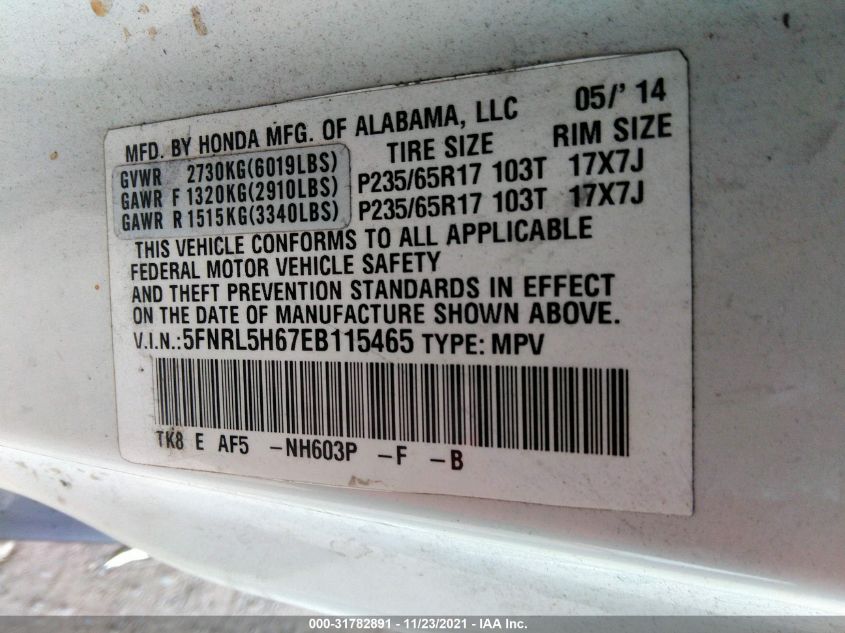 MFD. BY HONDA MFG. OF ALABAMA, LLC 05/' 14
TIRE SIZE RIM SIZE
GVWR 2730KG(6019LBS)
GAWR F 1320KG(2910LBS) P235/65R17 103T 17X7J
GAWR R 1515KG(3340LBS) P235/65R17 103T 17X7J
THIS VEHICLE CONFORMS TO ALL APPLICABLE
FEDERAL MOTOR VEHICLE SAFETY
AND THEFT PREVENTION STANDARDS IN EFFECT
ON THE DATE OF MANUFACTURE SHOWN ABOVE.
V.I.N.:5FNRL5H67EB115465 TYPE: MPV
TK8 E AF5 -NH603P -F -B
000-31782891 - 11/23/2021 - IAA Inc.